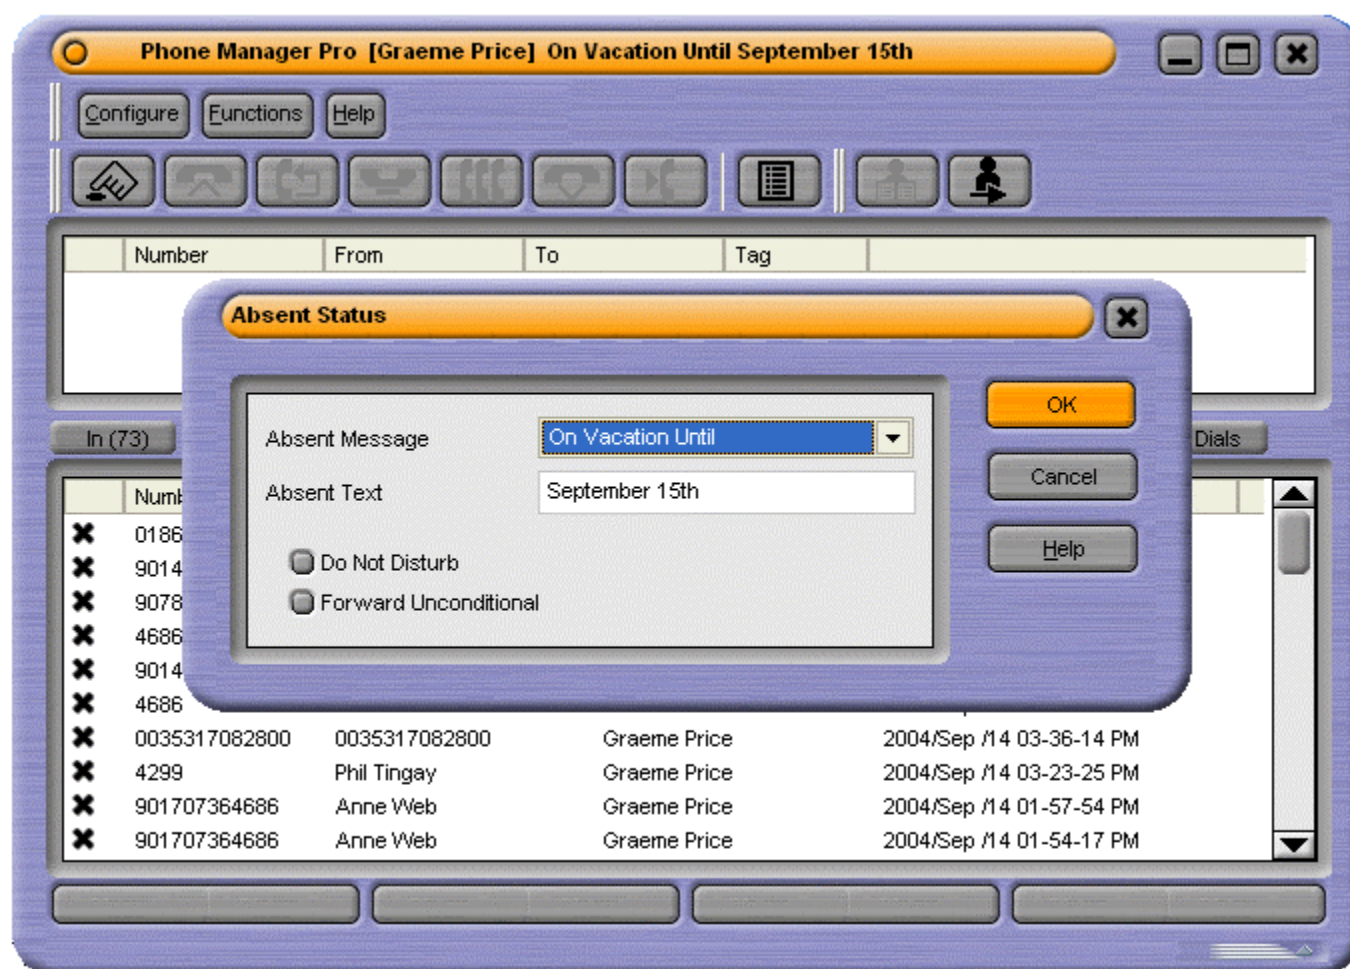 Phone Manager Pro [Graeme Price] On Vacation Until September 15th
Configure Functions Help
Number From To Tag
Absent Status
Absent Message On Vacation Until
Absent Text September 15th
Do Not Disturb
Forward Unconditional
OK
Cancel
Help
In (73) Dials
0186
9014
9078
4686
9014
4686
0035317082800 0035317082800 Graeme Price 2004/Sep /14 03-36-14 PM
4299 Phil Tingay Graeme Price 2004/Sep /14 03-23-25 PM
901707364686 Anne Web Graeme Price 2004/Sep /14 01-57-54 PM
901707364686 Anne Web Graeme Price 2004/Sep /14 01-54-17 PM